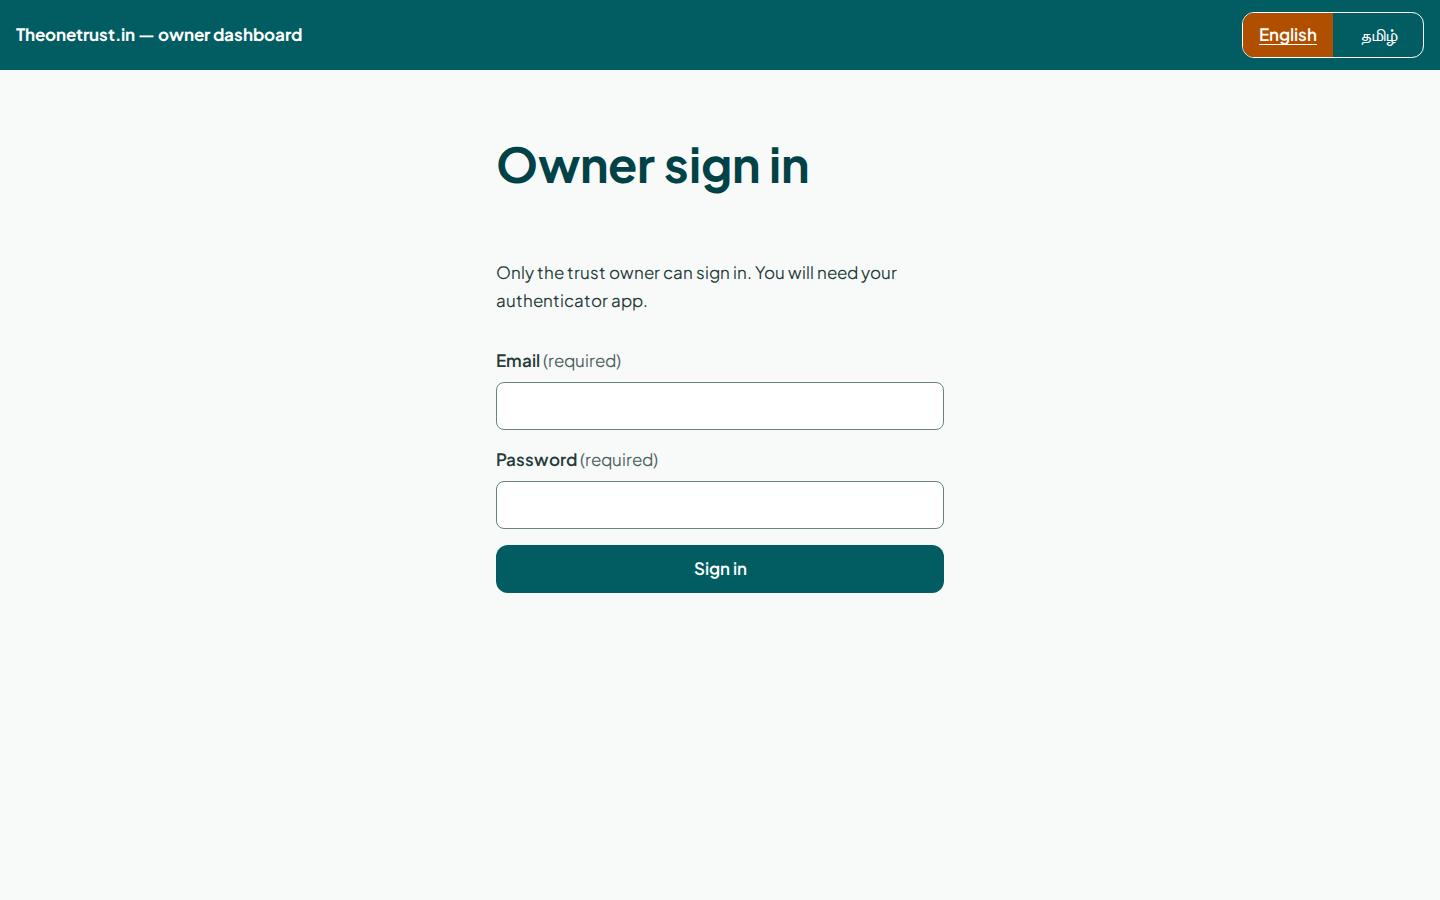 Theonetrust.in — owner dashboard
English
தமிழ்
Owner sign in
Only the trust owner can sign in. You will need your
authenticator app.
Email (required)
Password (required)
Sign in